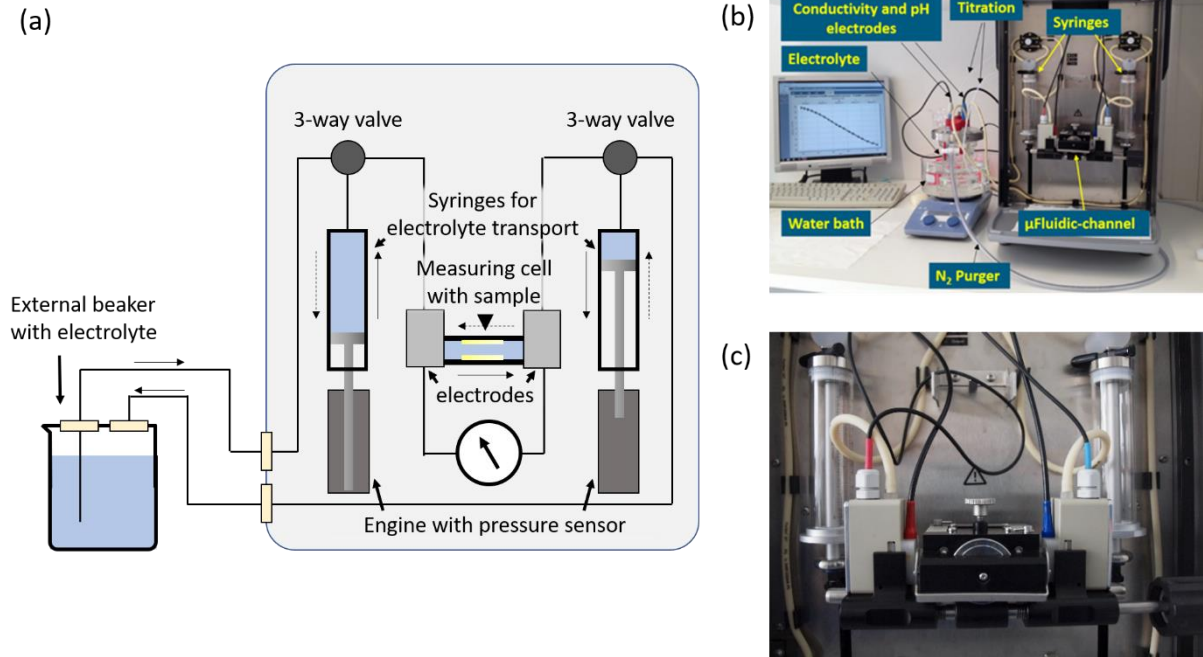 (a)
3-way valve
3-way valve
Syringes for
electrolyte transport
Measuring cell
with sample
External beaker
with electrolyte
electrodes
Engine with pressure sensor
(b)
Conductivity and pH
electrodes
Titration
Syringes
Electrolyte
Water bath
µFluidic-channel
N₂ Purger
(c)